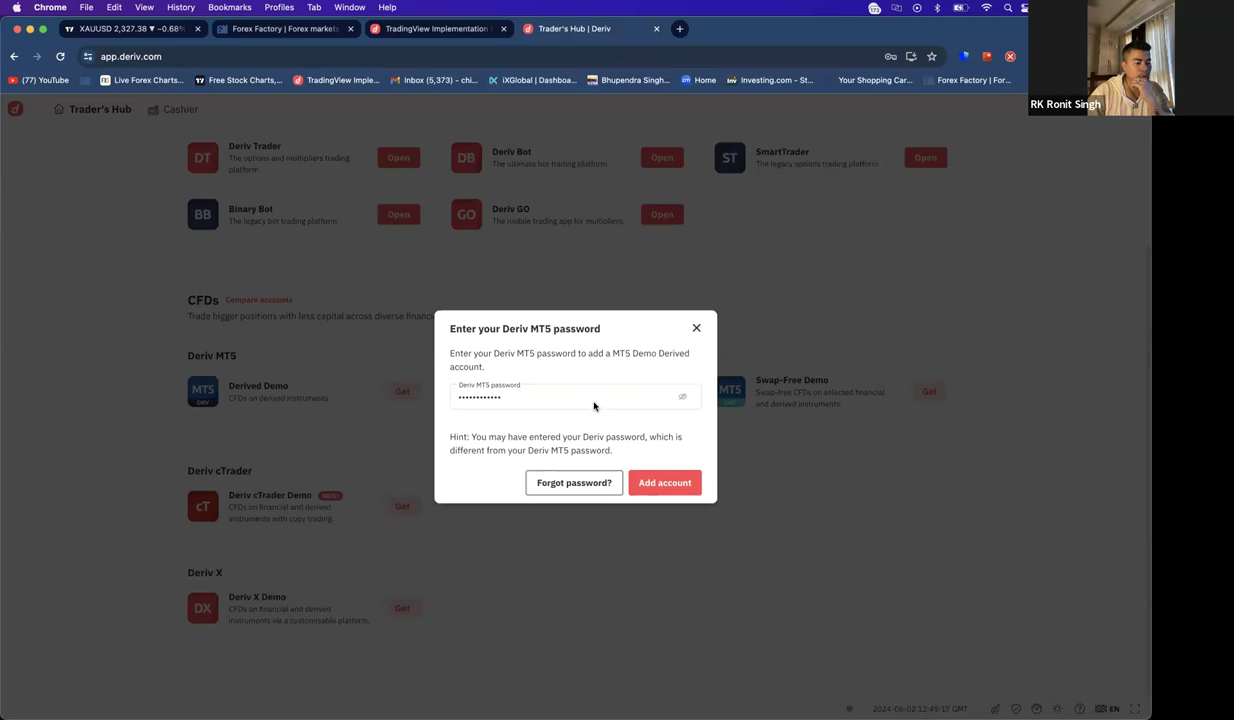 Chrome File Edit View History Bookmarks Profiles Tab Window Help
XAUUSD 2,327.38 ▼ −0.68%
Forex Factory | Forex markets
TradingView Implementation
Trader's Hub | Deriv
app.deriv.com
(77) YouTube
Live Forex Charts...
Free Stock Charts,...
TradingView Imple...
Inbox (5,373) - chi...
iXGlobal | Dashboa...
Bhupendra Singh...
Home
Investing.com - St...
Your Shopping Car...
Forex Factory | For...
RK Ronit Singh
Trader's Hub
Cashier
DT
Deriv Trader
The options and multipliers trading
platform.
Open
DB
Deriv Bot
The ultimate bot trading platform.
Open
ST
SmartTrader
The legacy options trading platform.
Open
BB
Binary Bot
The legacy bot trading platform.
Open
GO
Deriv GO
The mobile trading app for multipliers.
Open
CFDs Compare accounts
Trade bigger positions with less capital across diverse financi
Deriv MT5
MT5
DRV
Derived Demo
CFDs on derived instruments
Get
MT5
Swap-Free Demo
Swap-free CFDs on selected financial
and derived instruments.
Get
Enter your Deriv MT5 password
Enter your Deriv MT5 password to add a MT5 Demo Derived
account.
Deriv MT5 password
••••••••••••
Hint: You may have entered your Deriv password, which is
different from your Deriv MT5 password.
Forgot password?
Add account
Deriv cTrader
cT
Deriv cTrader Demo NEW!
CFDs on financial and derived
instruments with copy trading.
Get
Deriv X
DX
Deriv X Demo
CFDs on financial and derived
instruments via a customisable platform.
Get
2024-06-02 12:49:17 GMT
EN